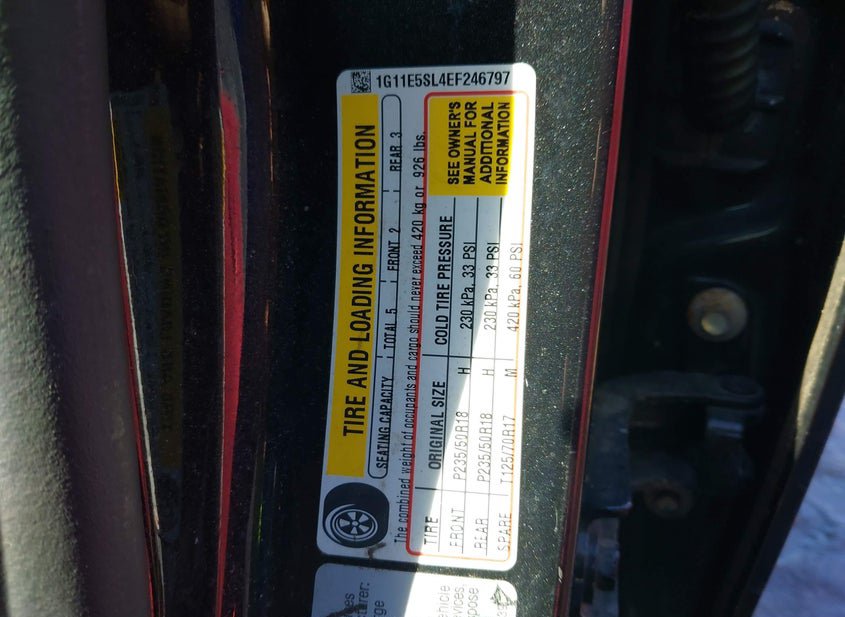 1G11E5SL4EF246797
TIRE AND LOADING INFORMATION
SEATING CAPACITY TOTAL 5 FRONT 2 REAR 3
The combined weight of occupants and cargo should never exceed 420 kg or 926 lbs.
TIRE ORIGINAL SIZE COLD TIRE PRESSURE
FRONT P235/50R18 H 230 kPa, 33 PSI
REAR P235/50R18 H 230 kPa, 33 PSI
SPARE T125/70R17 M 420 kPa, 60 PSI
SEE OWNER'S
MANUAL FOR
ADDITIONAL
INFORMATION